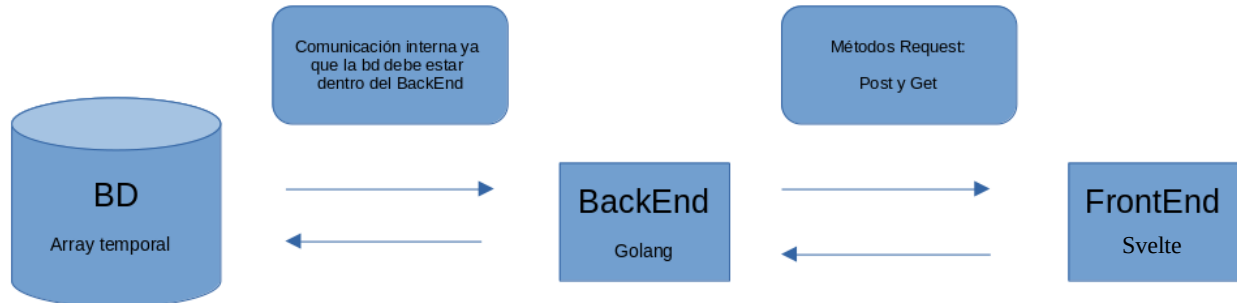 Comunicación interna ya
que la bd debe estar
dentro del BackEnd
Métodos Request:
Post y Get
BD
Array temporal
BackEnd
Golang
FrontEnd
Svelte